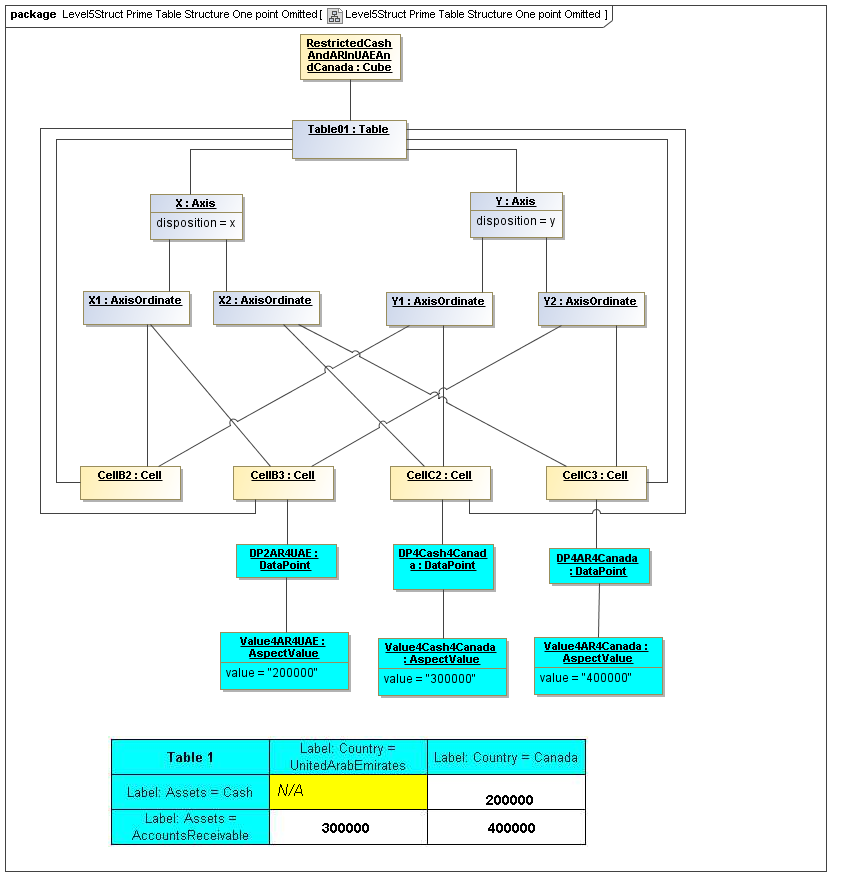 package Level5Struct Prime Table Structure One point Omitted [ Level5Struct Prime Table Structure One point Omitted ]
RestrictedCash
AndARInUAEAn
dCanada : Cube
Table01 : Table
X : Axis
disposition = x
Y : Axis
disposition = y
X1 : AxisOrdinate
X2 : AxisOrdinate
Y1 : AxisOrdinate
Y2 : AxisOrdinate
CellB2 : Cell
CellB3 : Cell
CellC2 : Cell
CellC3 : Cell
DP2AR4UAE :
DataPoint
DP4Cash4Canad
a : DataPoint
DP4AR4Canada
: DataPoint
Value4AR4UAE :
AspectValue
value = "200000"
Value4Cash4Canada
: AspectValue
value = "300000"
Value4AR4Canada :
AspectValue
value = "400000"
Table 1
Label: Country =
UnitedArabEmirates
Label: Country = Canada
Label: Assets = Cash
N/A
200000
Label: Assets =
AccountsReceivable
300000
400000